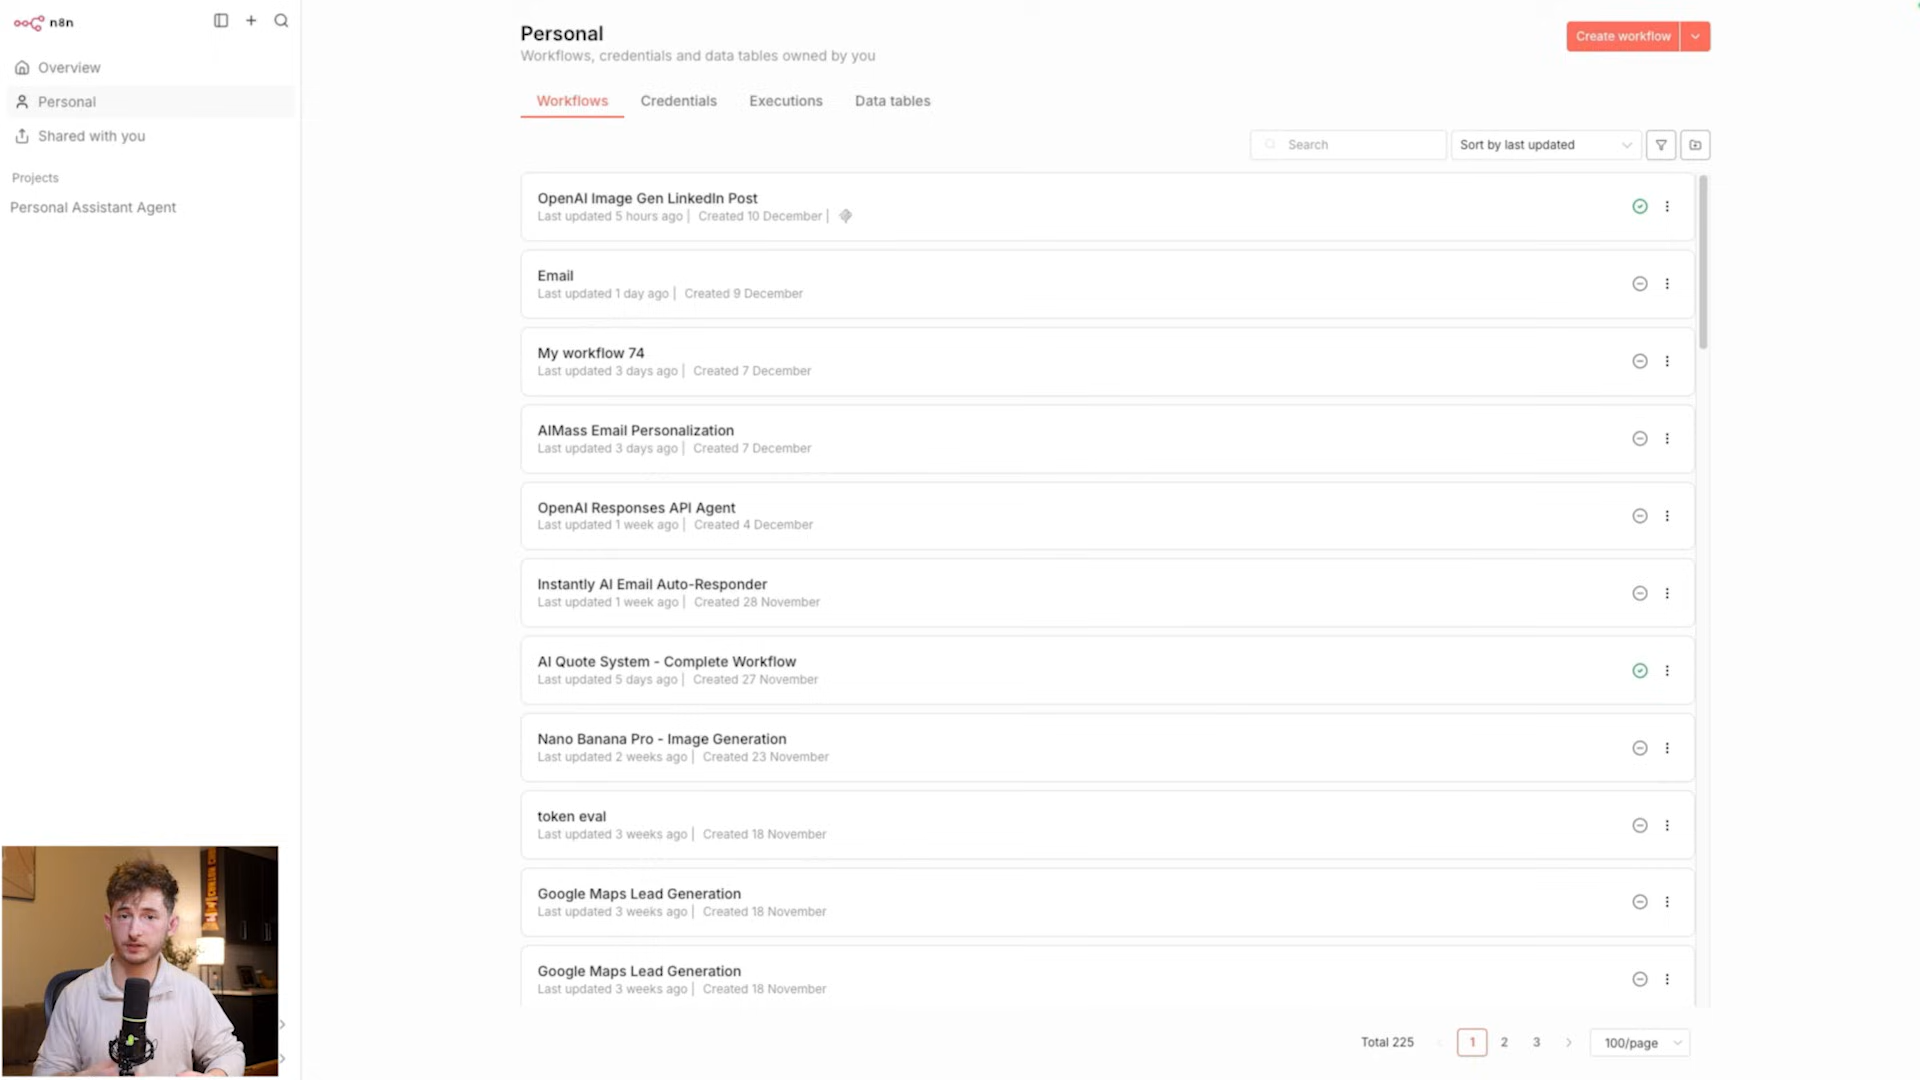 n8n
Overview
Personal
Shared with you
Projects
Personal Assistant Agent
Personal
Workflows, credentials and data tables owned by you
Create workflow
Workflows Credentials Executions Data tables
Search
Sort by last updated
OpenAI Image Gen LinkedIn Post
Last updated 5 hours ago | Created 10 December |
Email
Last updated 1 day ago | Created 9 December
My workflow 74
Last updated 3 days ago | Created 7 December
AIMass Email Personalization
Last updated 3 days ago | Created 7 December
OpenAI Responses API Agent
Last updated 1 week ago | Created 4 December
Instantly AI Email Auto-Responder
Last updated 1 week ago | Created 28 November
AI Quote System - Complete Workflow
Last updated 5 days ago | Created 27 November
Nano Banana Pro - Image Generation
Last updated 2 weeks ago | Created 23 November
token eval
Last updated 3 weeks ago | Created 18 November
Google Maps Lead Generation
Last updated 3 weeks ago | Created 18 November
Google Maps Lead Generation
Last updated 3 weeks ago | Created 18 November
Total 225 1 2 3 100/page